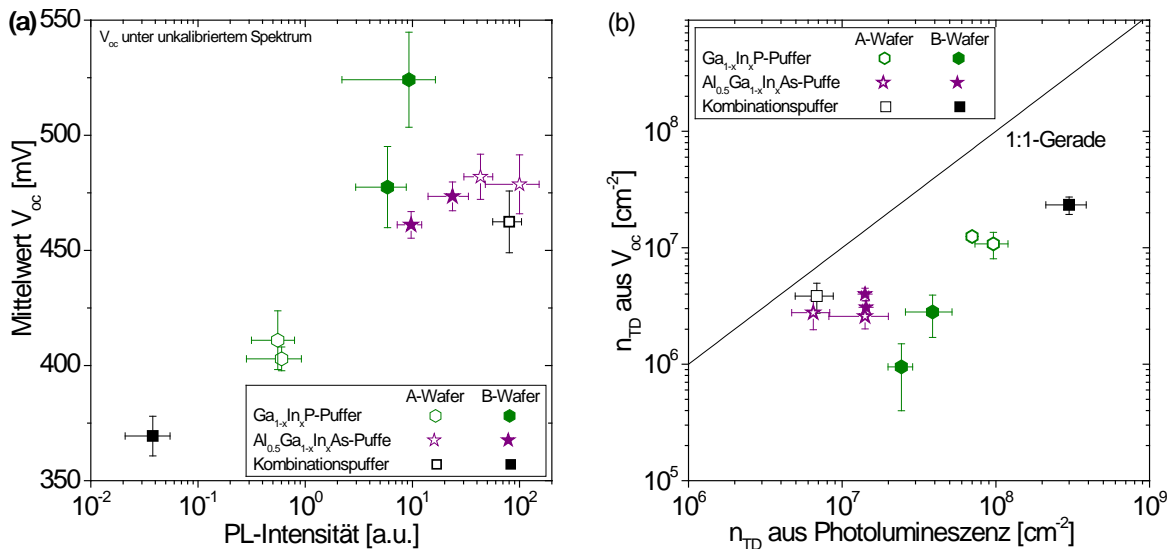 (a)
V_oc unter unkalibriertem Spektrum
Mittelwert V_oc [mV]
550
500
450
400
350
A-Wafer B-Wafer
Ga_1-xIn_xP-Puffer
Al_0.5Ga_1-xIn_xAs-Puffe
Kombinationspuffer
10^-2 10^-1 10^0 10^1 10^2
PL-Intensität [a.u.]
(b)
A-Wafer B-Wafer
Ga_1-xIn_xP-Puffer
Al_0.5Ga_1-xIn_xAs-Puffe
Kombinationspuffer
1:1-Gerade
n_TD aus V_oc [cm^-2]
10^8
10^7
10^6
10^5
10^6 10^7 10^8 10^9
n_TD aus Photolumineszenz [cm^-2]